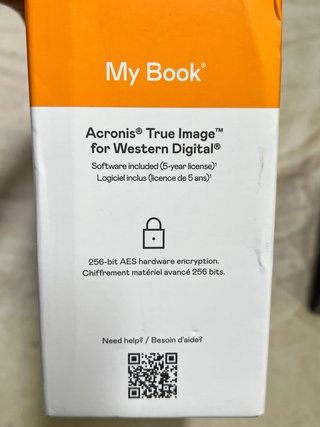 My Book®
Acronis® True Image™
for Western Digital®
Software included (5-year license)¹
Logiciel inclus (licence de 5 ans)¹
256-bit AES hardware encryption.
Chiffrement matériel avancé 256 bits.
Need help? / Besoin d'aide?